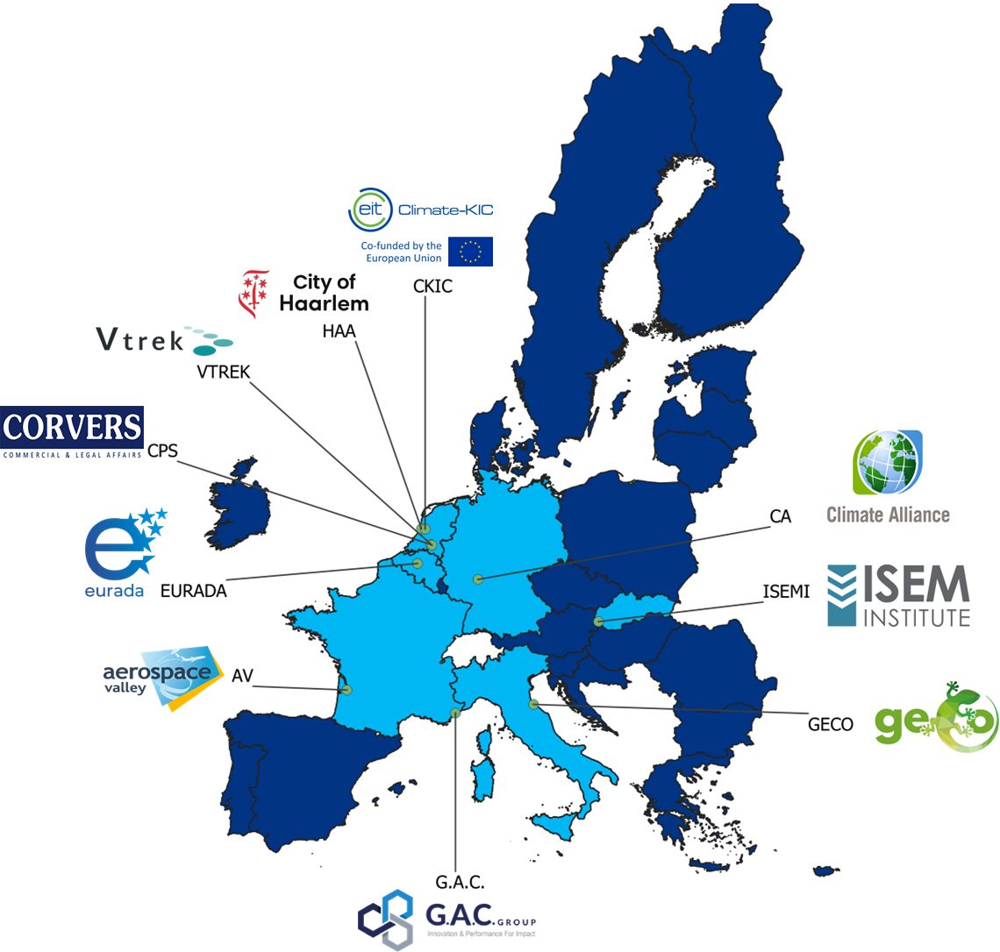 eit Climate-KIC
Co-funded by the
European Union
CKIC
City of
Haarlem
HAA
Vtrek
VTREK
CORVERS
COMMERCIAL & LEGAL AFFAIRS
CPS
Climate Alliance
CA
e
eurada
EURADA
ISEM
INSTITUTE
ISEMI
aerospace
valley
AV
geco
GECO
G.A.C.
G.A.C. GROUP
Innovation & Performance For Impact